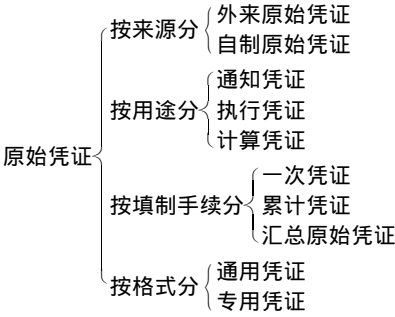 原始凭证
按来源分
外来原始凭证
自制原始凭证
按用途分
通知凭证
执行凭证
计算凭证
按填制手续分
一次凭证
累计凭证
汇总原始凭证
按格式分
通用凭证
专用凭证